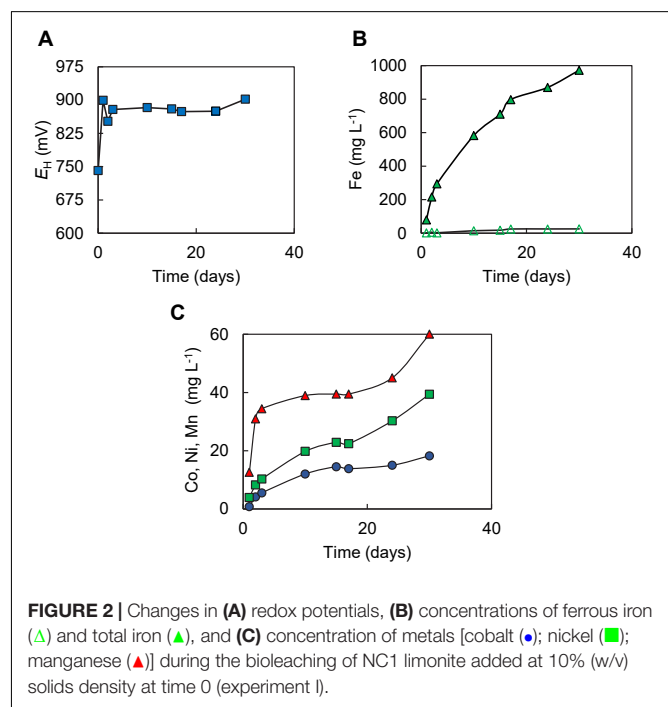 A
B
975
900
825
750
675
600
E_H (mV)
0
20
40
Time (days)
1000
800
600
400
200
0
Fe (mg L⁻¹)
0
20
40
Time (days)
C
60
40
20
0
Co, Ni, Mn (mg L⁻¹)
0
20
40
Time (days)
FIGURE 2 | Changes in (A) redox potentials, (B) concentrations of ferrous iron
(△) and total iron (▲), and (C) concentration of metals [cobalt (●); nickel (■);
manganese (▲)] during the bioleaching of NC1 limonite added at 10% (w/v)
solids density at time 0 (experiment I).